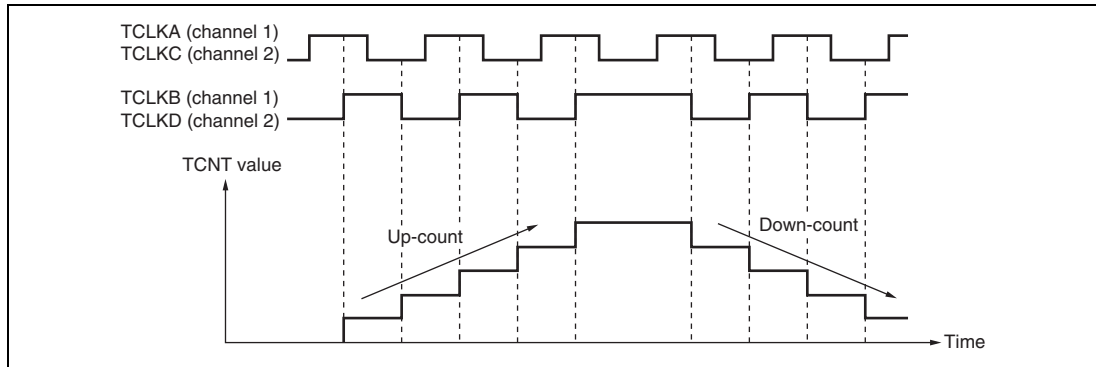 TCLKA (channel 1)
TCLKC (channel 2)
TCLKB (channel 1)
TCLKD (channel 2)
TCNT value
Up-count
Down-count
Time